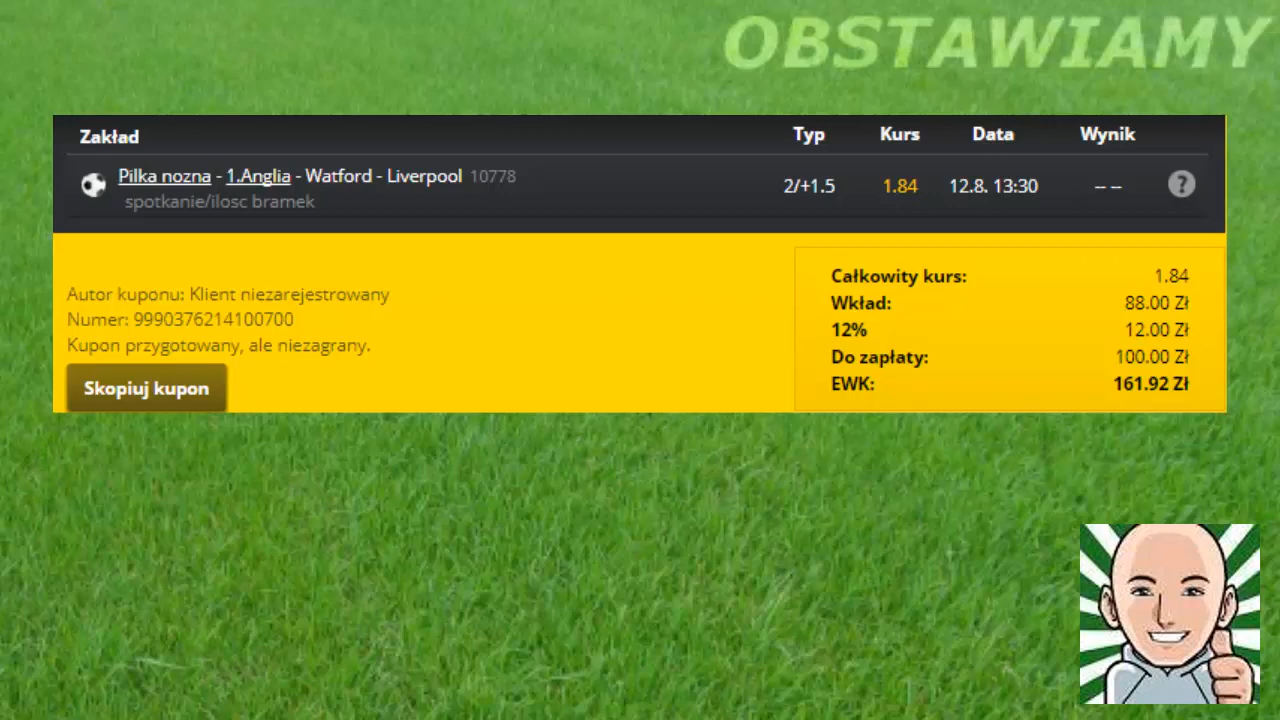 OBSTAWIAMY
Zakład Typ Kurs Data Wynik
Pilka nozna - 1.Anglia - Watford - Liverpool 10778
2/+1.5 1.84 12.8. 13:30 -- -- ?
spotkanie/ilosc bramek
Całkowity kurs: 1.84
Autor kuponu: Klient niezarejestrowany
Wkład: 88.00 Zł
Numer: 9990376214100700
12% 12.00 Zł
Kupon przygotowany, ale niezagrany.
Do zapłaty: 100.00 Zł
Skopiuj kupon
EWK: 161.92 Zł